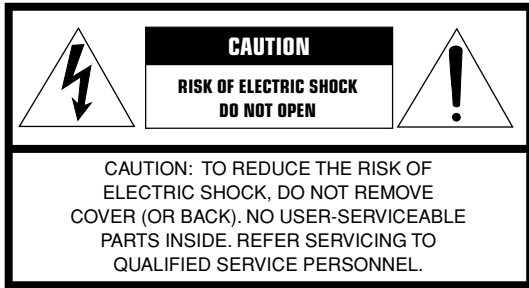 CAUTION
RISK OF ELECTRIC SHOCK
DO NOT OPEN
CAUTION: TO REDUCE THE RISK OF
ELECTRIC SHOCK, DO NOT REMOVE
COVER (OR BACK). NO USER-SERVICEABLE
PARTS INSIDE. REFER SERVICING TO
QUALIFIED SERVICE PERSONNEL.